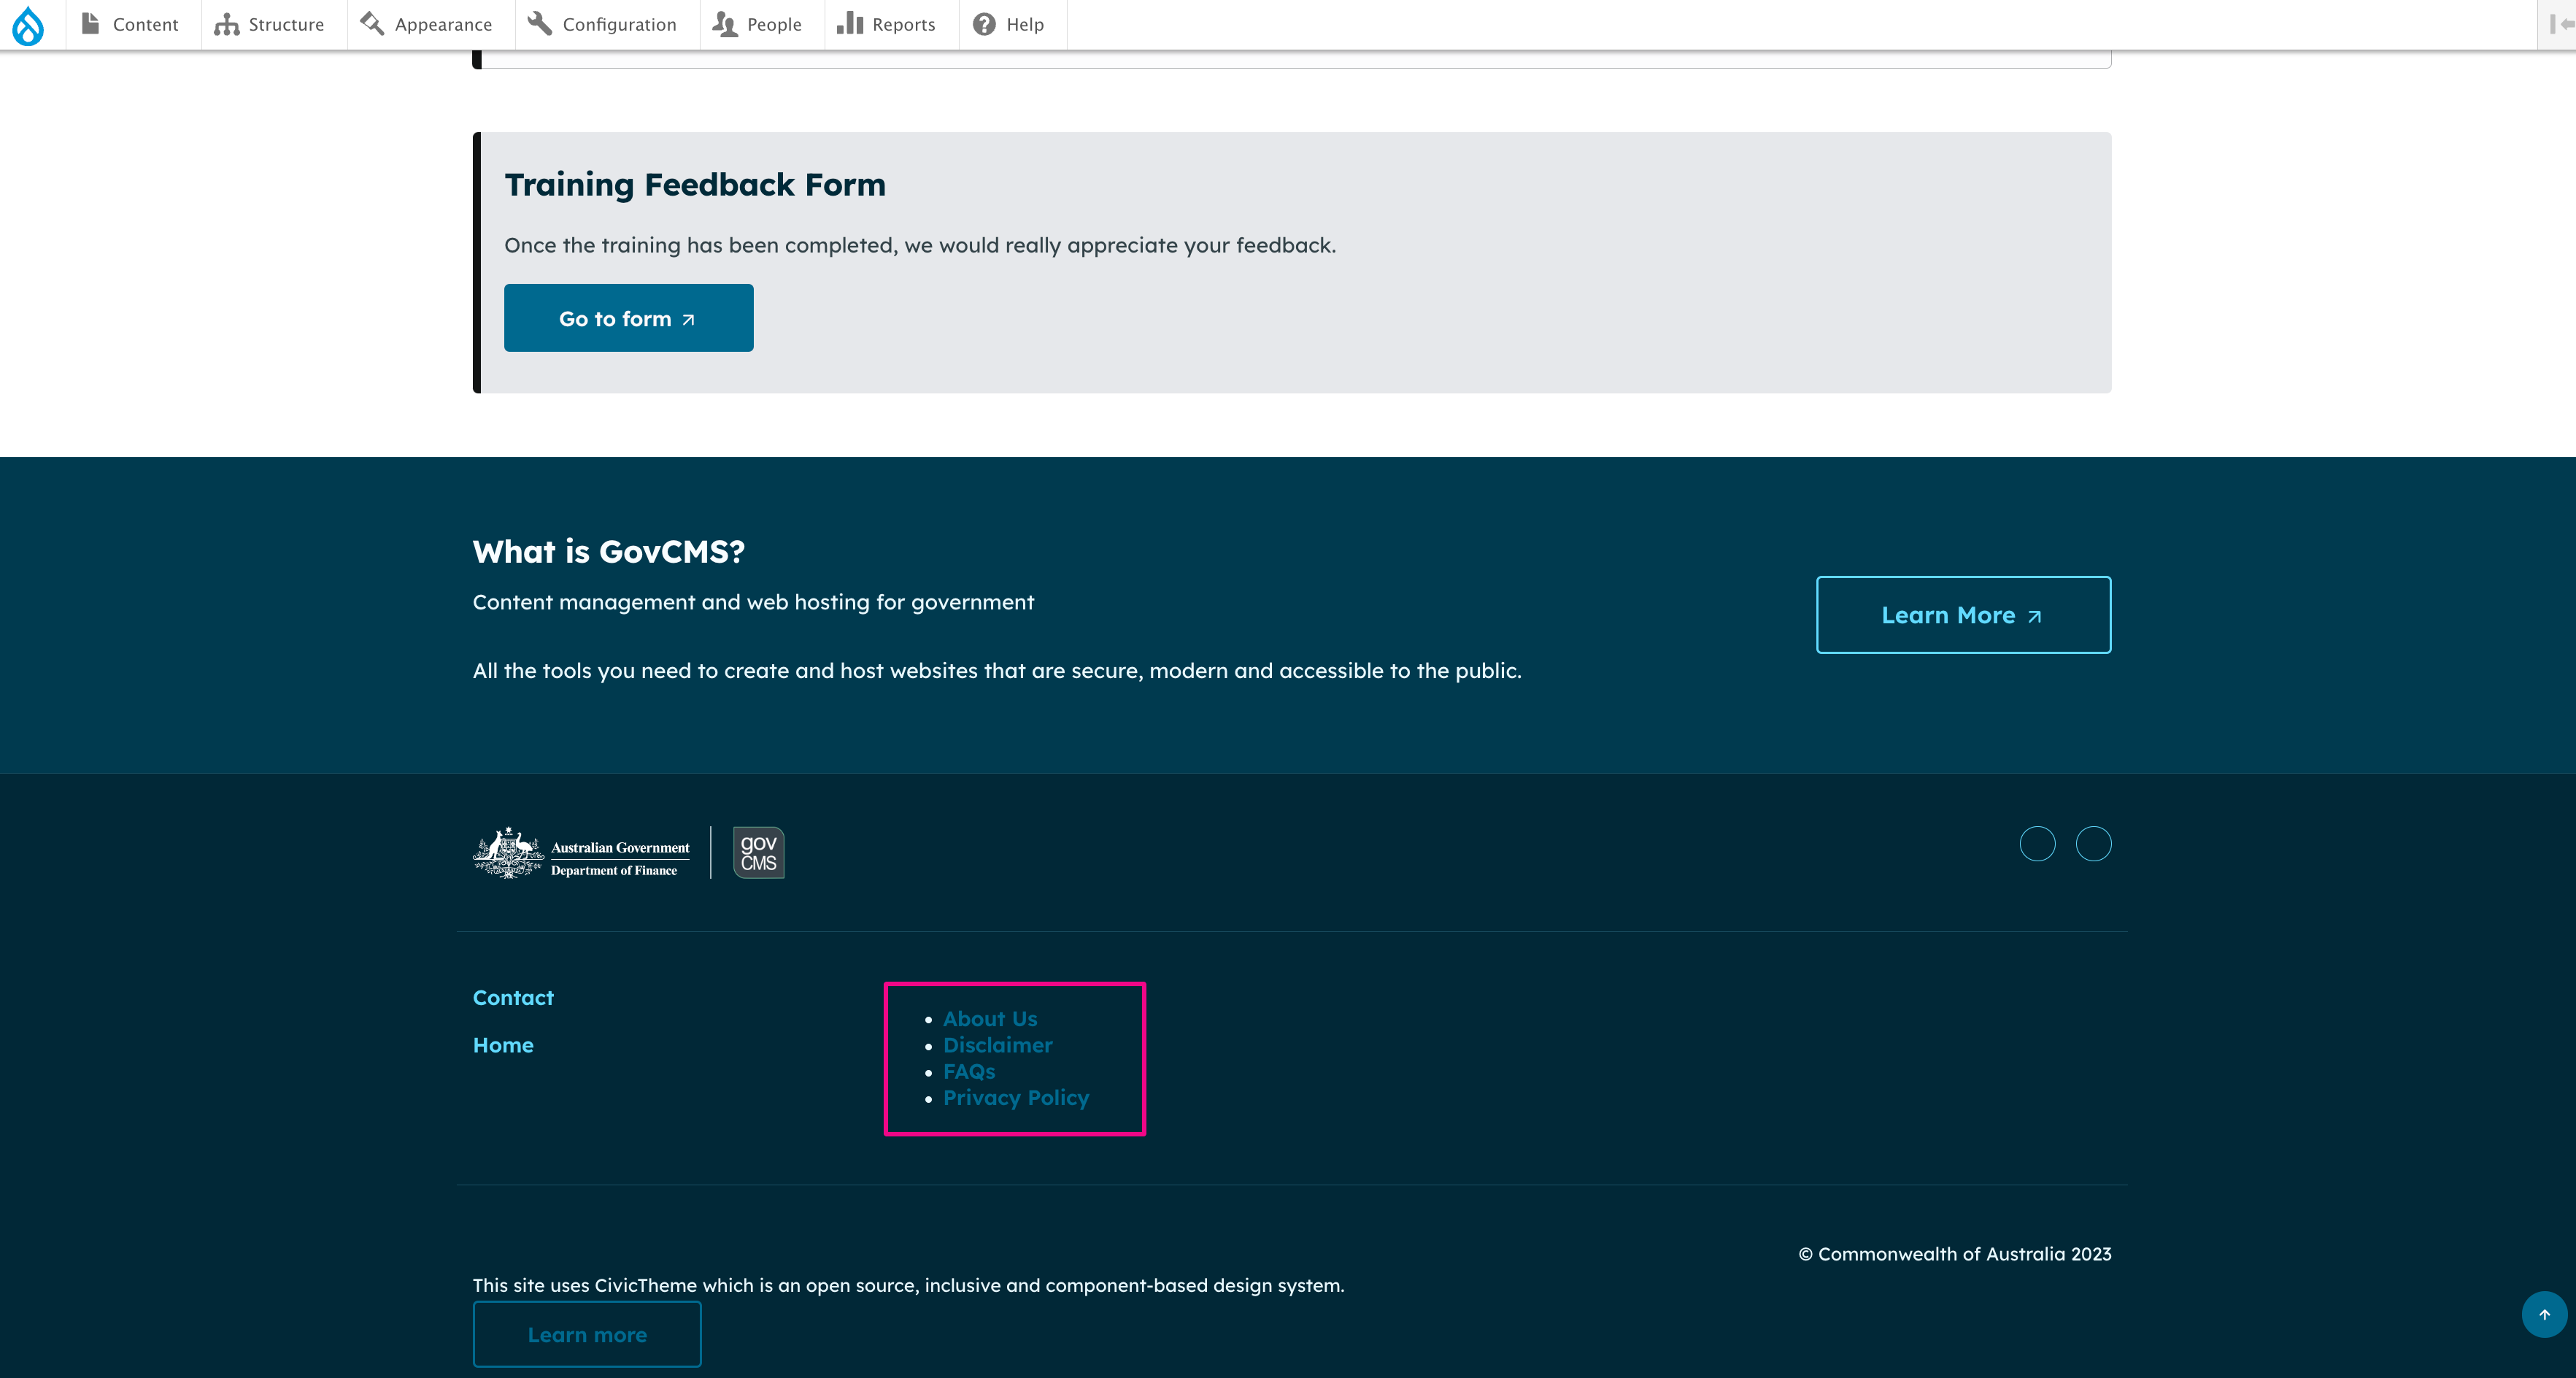 Content Structure Appearance Configuration People Reports Help
Training Feedback Form
Once the training has been completed, we would really appreciate your feedback.
Go to form
What is GovCMS?
Content management and web hosting for government
Learn More
All the tools you need to create and host websites that are secure, modern and accessible to the public.
Australian Government
Department of Finance
gov
CMS
Contact
Home
About Us
Disclaimer
FAQs
Privacy Policy
© Commonwealth of Australia 2023
This site uses CivicTheme which is an open source, inclusive and component-based design system.
Learn more